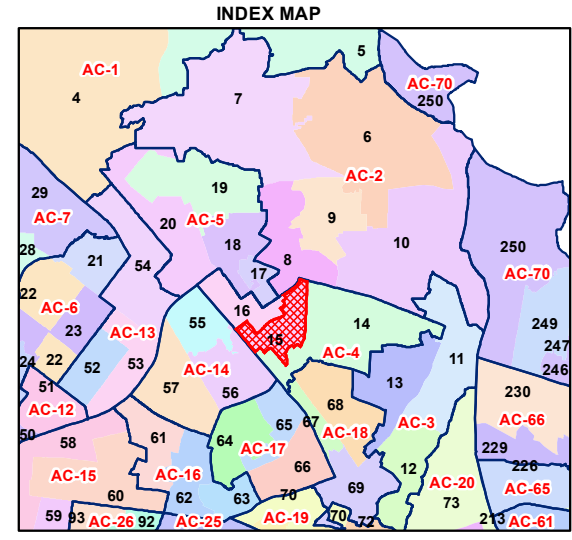 INDEX MAP
5
AC-1
AC-70
4
7
250
6
AC-2
29
19
AC-7
20
AC-5
9
18
10
28
250
21
54
17
8
AC-70
22
AC-6
16
55
14
249
23
AC-13
15
247
24
22
52
53
AC-14
AC-4
11
246
51
57
56
13
230
AC-12
68
AC-66
50
58
61
64
65
67
AC-18
AC-3
229
AC-17
228
AC-15
AC-16
66
12
AC-20
AC-65
60
62
63
70
69
73
59
93
AC-26
92
AC-25
AC-19
70
72
213
AC-61